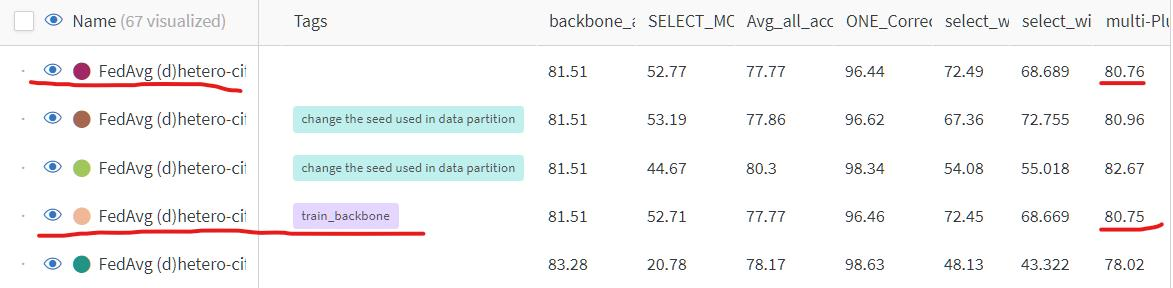 Name (67 visualized) Tags backbone_a SELECT_MC Avg_all_acc ONE_Correc select_w select_wi multi-Plu
FedAvg (d)hetero-cif 81.51 52.77 77.77 96.44 72.49 68.689 80.76
FedAvg (d)hetero-cif change the seed used in data partition 81.51 53.19 77.86 96.62 67.36 72.755 80.96
FedAvg (d)hetero-cif change the seed used in data partition 81.51 44.67 80.3 98.34 54.08 55.018 82.67
FedAvg (d)hetero-cif train_backbone 81.51 52.71 77.77 96.46 72.45 68.669 80.75
FedAvg (d)hetero-cif 83.28 20.78 78.17 98.63 48.13 43.322 78.02